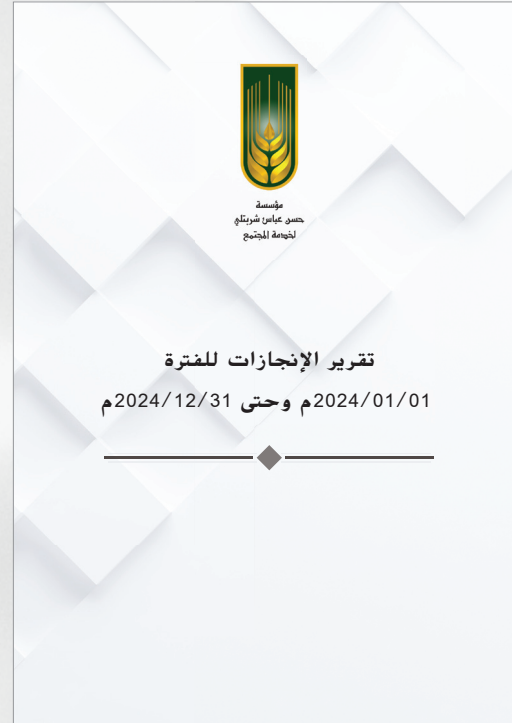 مؤسسة
حسن عباس شربتلي
لخدمة المجتمع
تقرير الإنجازات للفترة
2024/01/01م وحتى 2024/12/31م